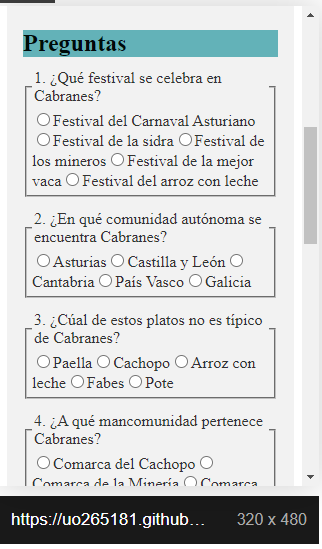 Preguntas
1. ¿Qué festival se celebra en
Cabranes?
Festival del Carnaval Asturiano
Festival de la sidra Festival de
los mineros Festival de la mejor
vaca Festival del arroz con leche
2. ¿En qué comunidad autónoma se
encuentra Cabranes?
Asturias Castilla y León
Cantabria País Vasco Galicia
3. ¿Cúal de estos platos no es típico
de Cabranes?
Paella Cachopo Arroz con
leche Fabes Pote
4. ¿A qué mancomunidad pertenece
Cabranes?
Comarca del Cachopo
Comarca de la Minería Comarca
https://uo265181.github... 320 x 480